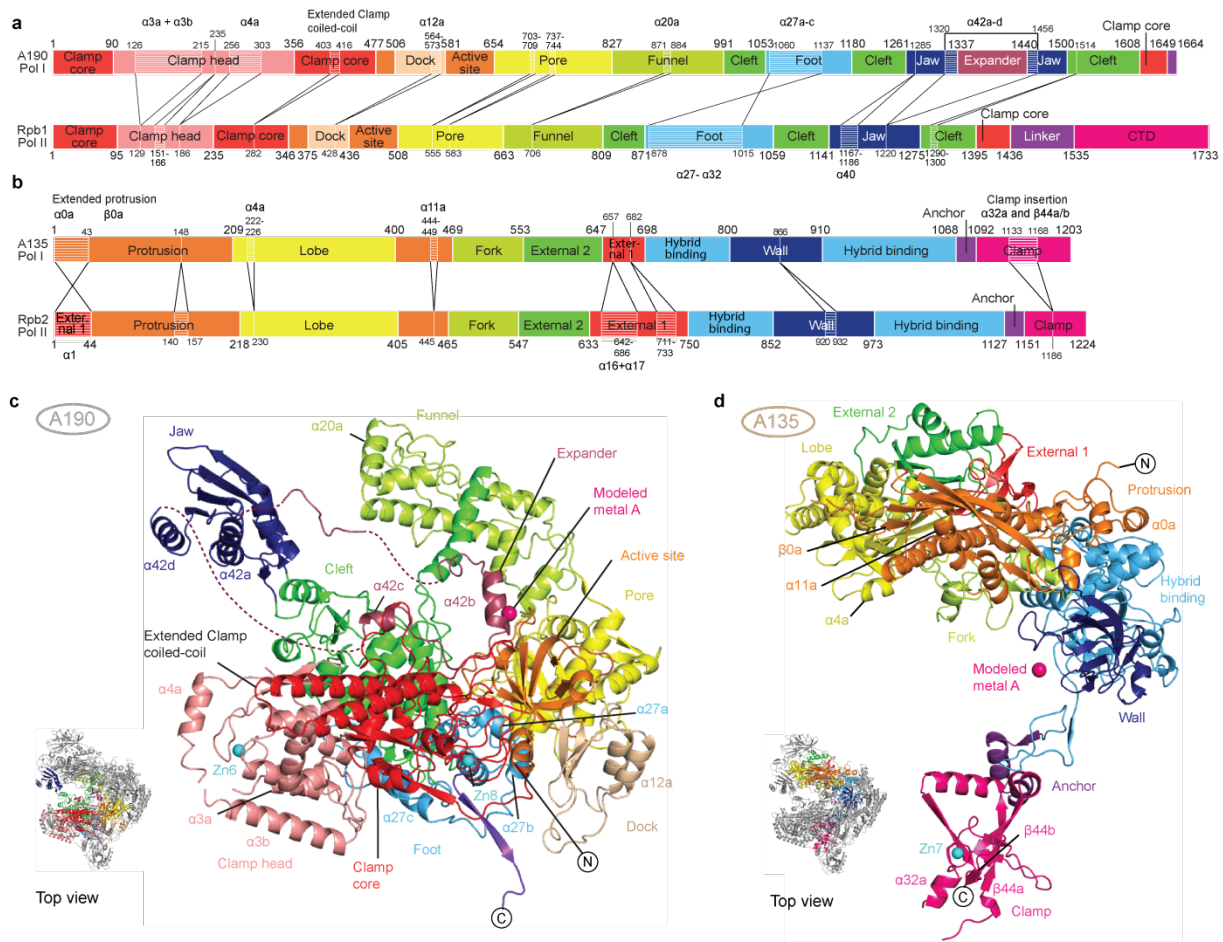 a
α3a + α3b
α4a
Extended Clamp
coiled-coil
α12a
α20a
α27a-c
α42a-d
Clamp core
1 90 126 215 235 256 303 356 403 416 477 506 564-
573 581 654 703-
709 737-
744 827 871 884 991 1053 1060 1137 1180 1261 1285 1320 1337 1440 1456 1500 1514 1608 1649 1664
A190
Pol I
Clamp
core
Clamp head
Clamp core
Dock
Active
site
Pore
Funnel
Cleft
Foot
Cleft
Jaw
Expander
Jaw
Cleft
Clamp core
Rpb1
Pol II
Clamp
core
Clamp head
Clamp core
Dock
Active
site
Pore
Funnel
Cleft
Foot
Cleft
Jaw
Cleft
Linker
CTD
1 95 129 151-
166 186 235 282 346 375 428 436 508 555 583 663 706 809 871 878 1015 1059 1141 1167-
1186 1220 1275 1290-
1300 1395 1436 1535 1733
α27- α32
α40
b
Extended protrusion
α0a β0a
α4a
α11a
Clamp insertion
α32a and β44a/b
Anchor
1 43 148 209 222-
226 400 444-
449 469 553 647 657 682 698 800 866 910 1068 1092 1133 1168 1203
A135
Pol I
Protrusion
Lobe
Fork
External 2
Exter-
nal 1
Hybrid
binding
Wall
Hybrid binding
Clamp
Anchor
Rpb2
Pol II
Exter-
nal 1
Protrusion
Lobe
Fork
External 2
External 1
Hybrid
binding
Wall
Hybrid binding
Clamp
1 44 140 157 218 230 405 445 465 547 633 642-
686 711-
733 750 852 920 932 973 1127 1151 1186 1224
α1
α16+α17
c
A190
Jaw
α20a
Funnel
Expander
Modeled
metal A
Active site
Pore
α42d
α42a
Cleft
α42c
α42b
Extended Clamp
coiled-coil
α4a
Zn6
α27a
Zn8
α12a
α3a
α3b
α27c
α27b
Dock
Clamp head
Foot
Clamp
core
N
C
Top view
d
A135
External 2
Lobe
External 1
N
Protrusion
α0a
β0a
α11a
α4a
Fork
Hybrid
binding
Modeled
metal A
Wall
Anchor
β44b
Zn7
α32a
C
β44a
Clamp
Top view